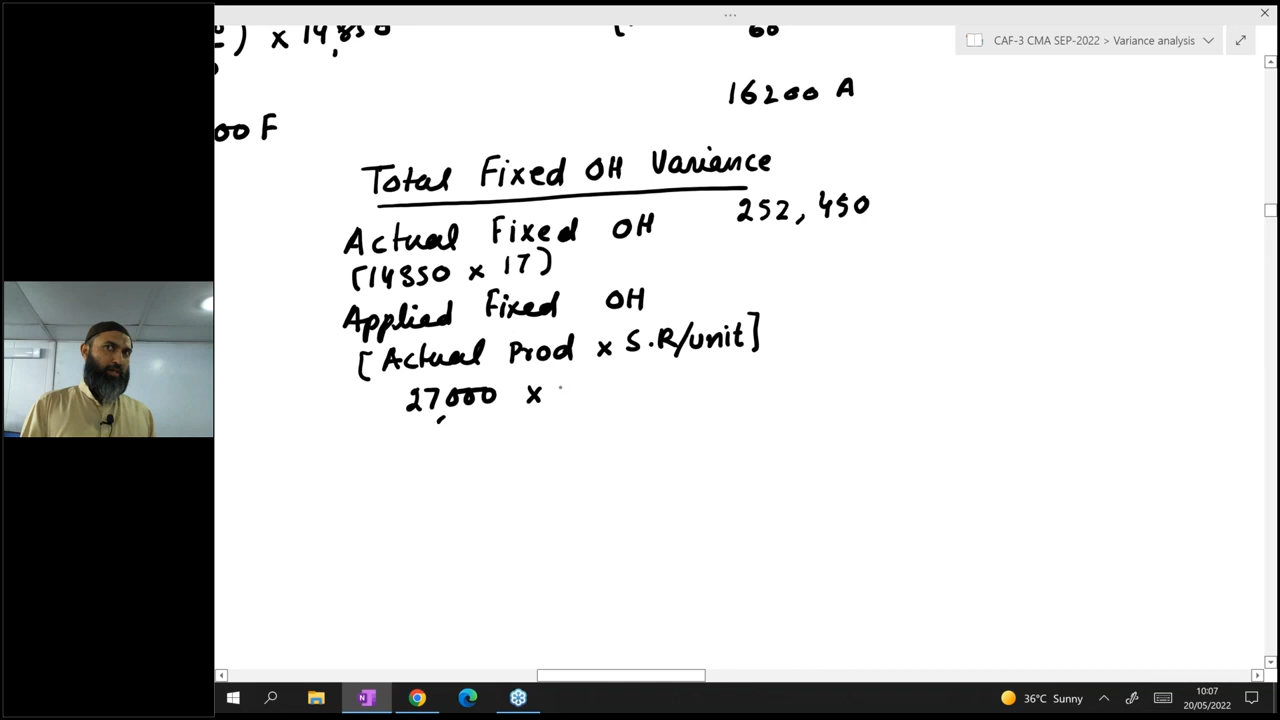 CAF-3 CMA SEP-2022 > Variance analysis
) x 14,850
60
16200 A
00 F
Total Fixed OH Variance
Actual Fixed OH 252,450
(14850 x 17)
Applied Fixed OH
[Actual Prod x S.R/unit]
27,000 x
36°C Sunny
10:07
20/05/2022